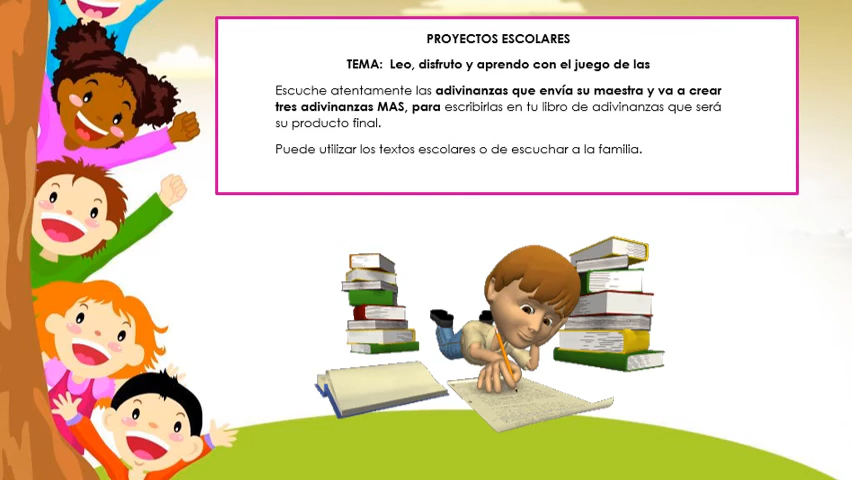 PROYECTOS ESCOLARES
TEMA: Leo, disfruto y aprendo con el juego de las
Escuche atentamente las adivinanzas que envía su maestra y va a crear
tres adivinanzas MAS, para escribirlas en tu libro de adivinanzas que será
su producto final.
Puede utilizar los textos escolares o de escuchar a la familia.